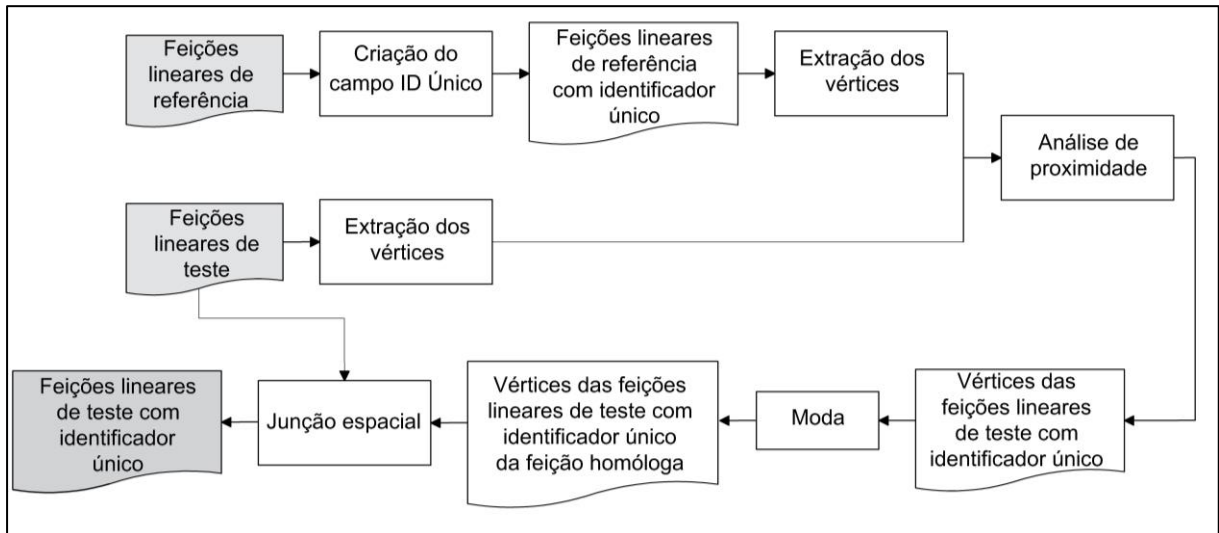 Feições
lineares de
referência
Criação do
campo ID Único
Feições lineares
de referência
com identificador
único
Extração dos
vértices
Análise de
proximidade
Feições
lineares de
teste
Extração dos
vértices
Feições lineares
de teste com
identificador
único
Junção espacial
Vértices das feições
lineares de teste com
identificador único
da feição homóloga
Moda
Vértices das
feições lineares
de teste com
identificador único